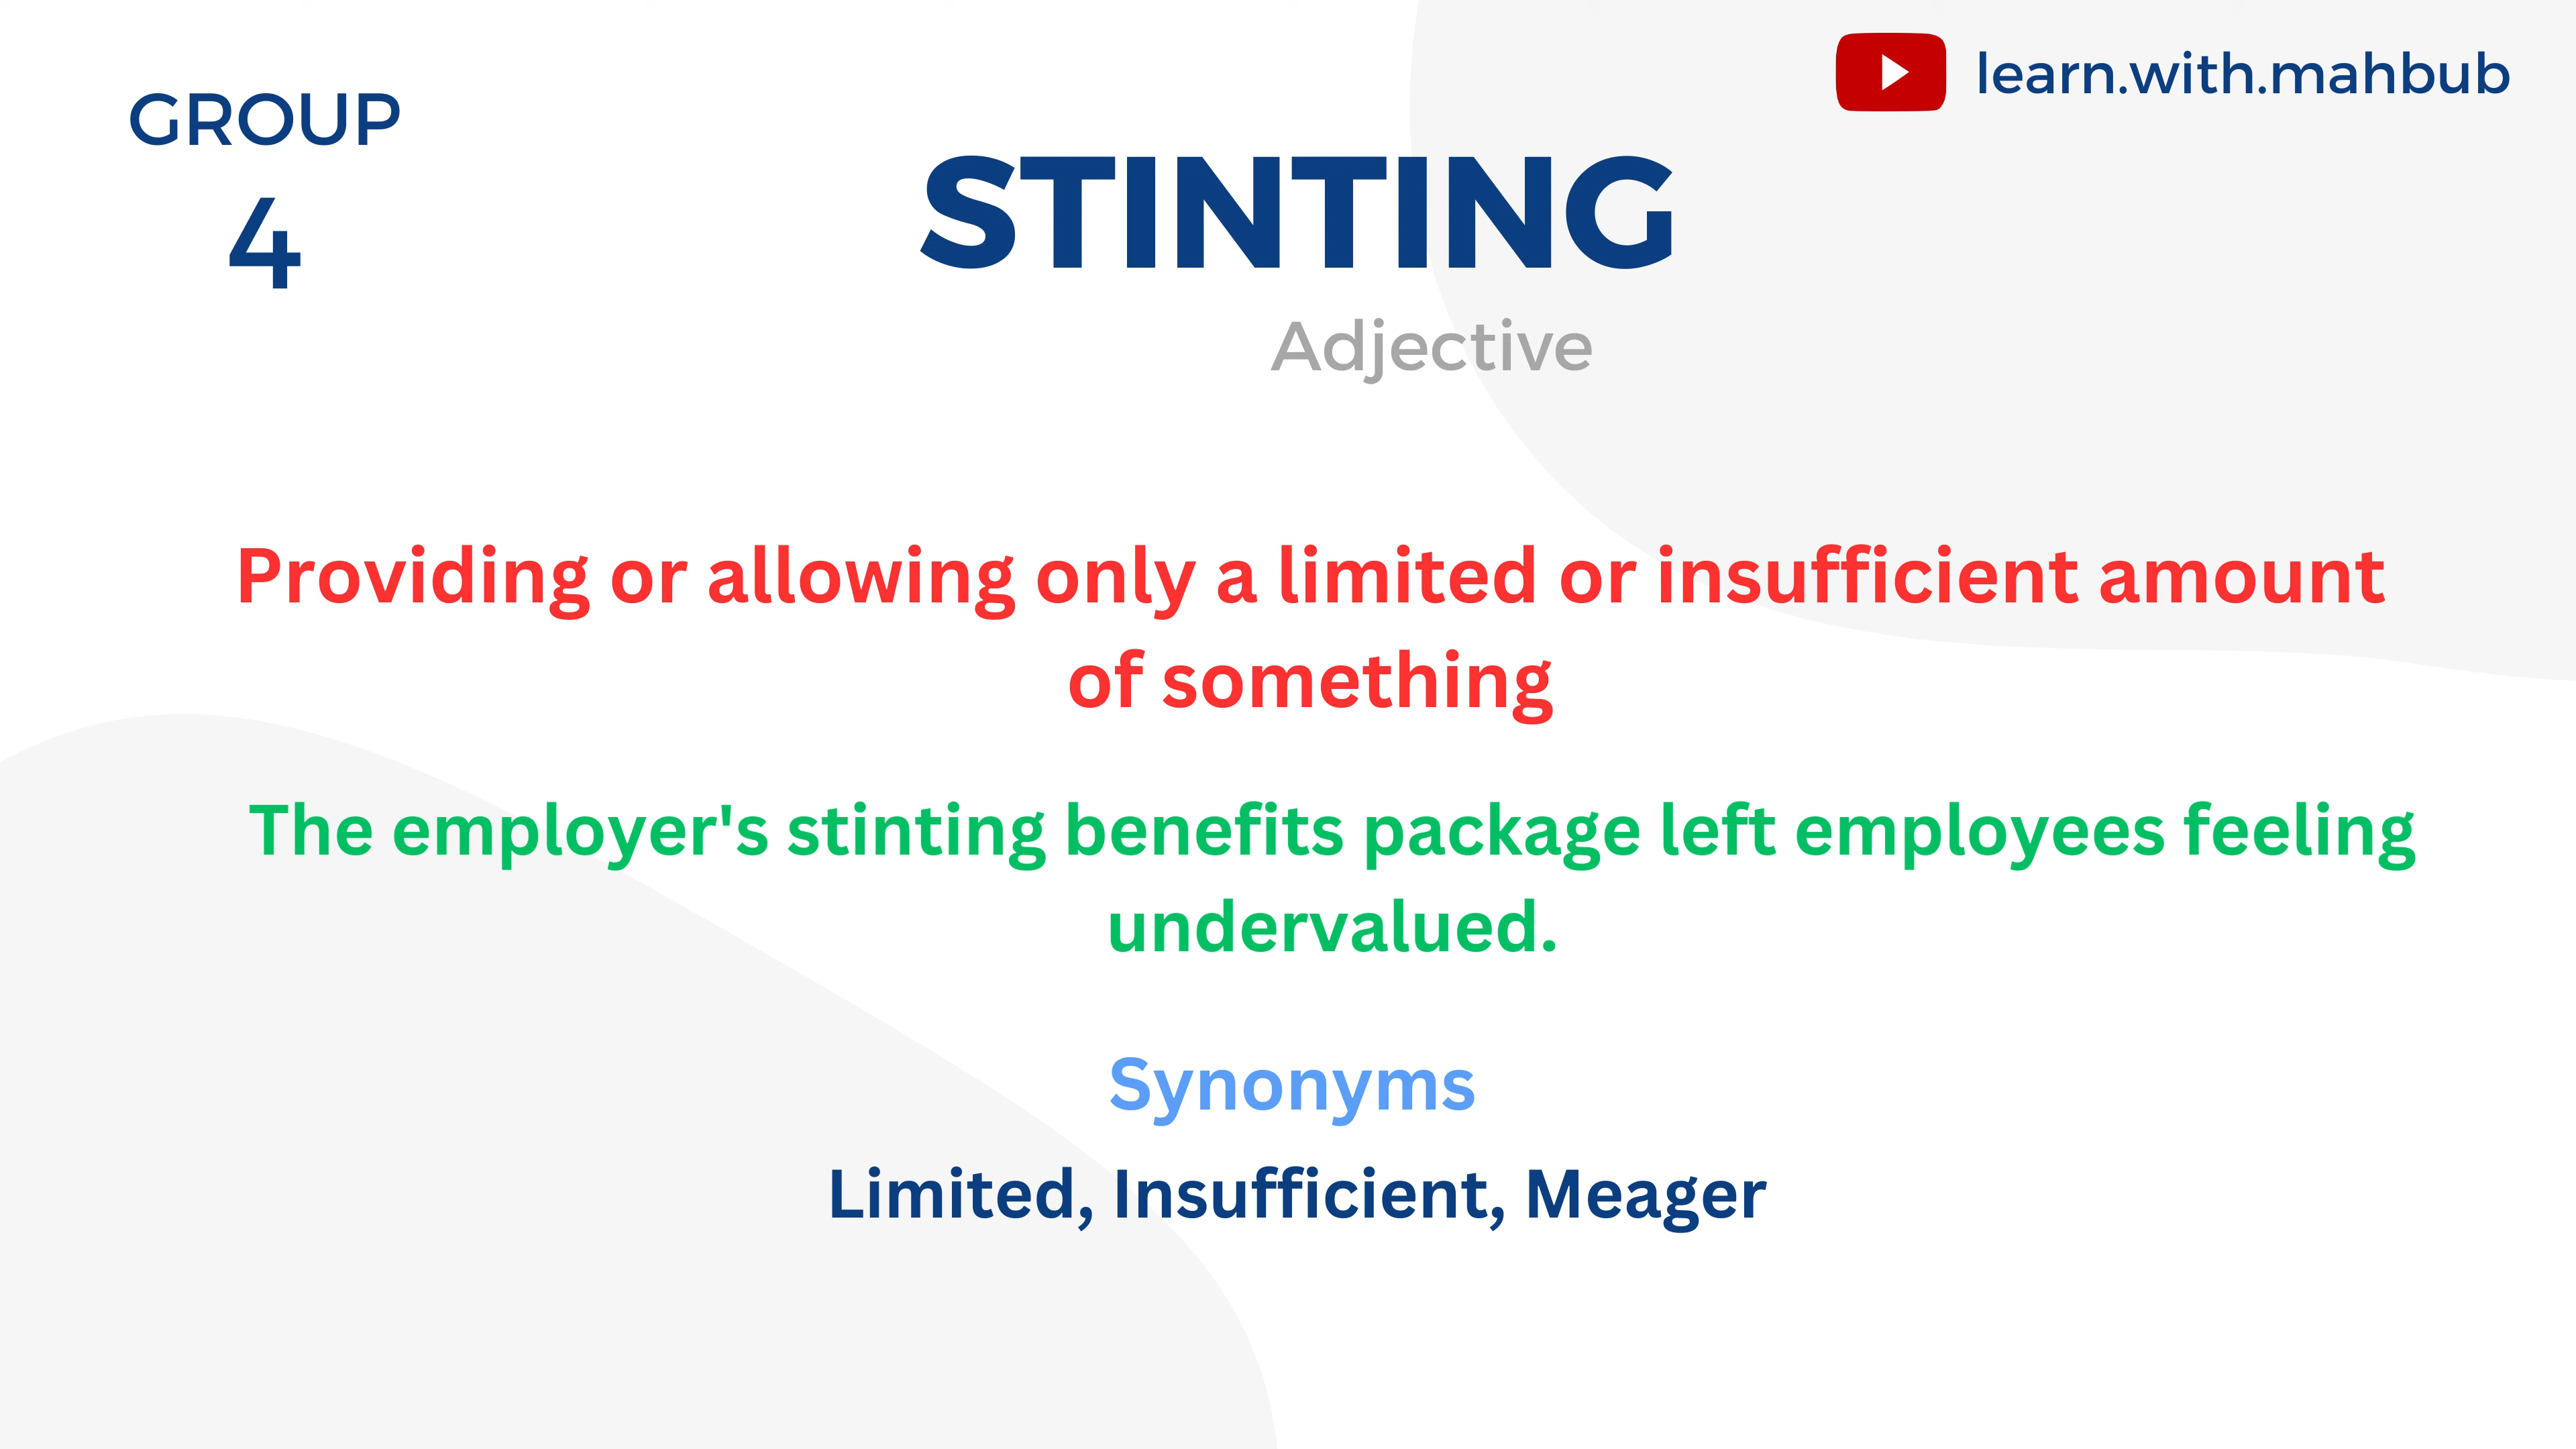 GROUP
4
learn.with.mahbub
STINTING
Adjective
Providing or allowing only a limited or insufficient amount
of something
The employer's stinting benefits package left employees feeling
undervalued.
Synonyms
Limited, Insufficient, Meager